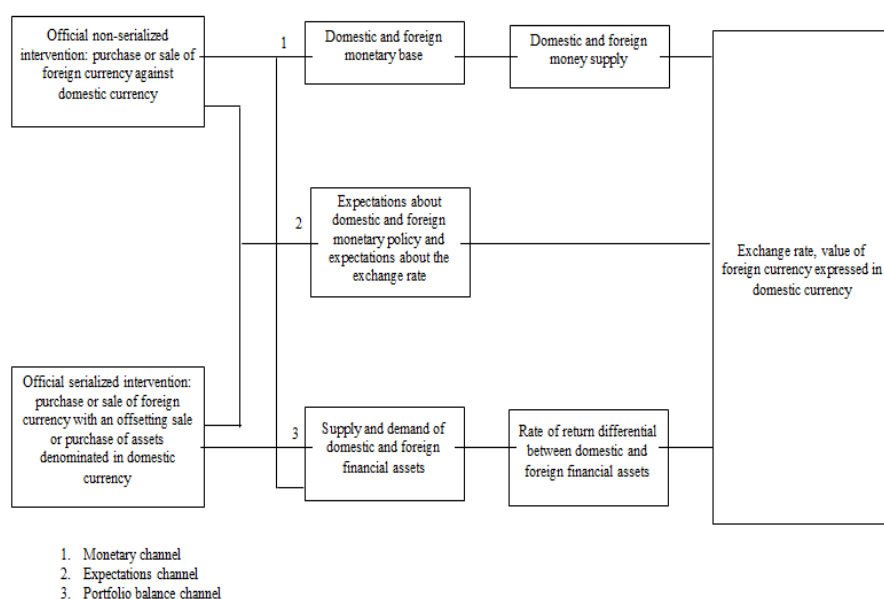 Official non-serialized
intervention: purchase or sale of
foreign currency against
domestic currency
1
Domestic and foreign
monetary base
Domestic and foreign
money supply
2
Expectations about
domestic and foreign
monetary policy and
expectations about the
exchange rate
Exchange rate, value of
foreign currency expressed in
domestic currency
Official serialized intervention:
purchase or sale of foreign
currency with an offsetting sale
or purchase of assets
denominated in domestic
currency
3
Supply and demand of
domestic and foreign
financial assets
Rate of return differential
between domestic and
foreign financial assets
1. Monetary channel
2. Expectations channel
3. Portfolio balance channel